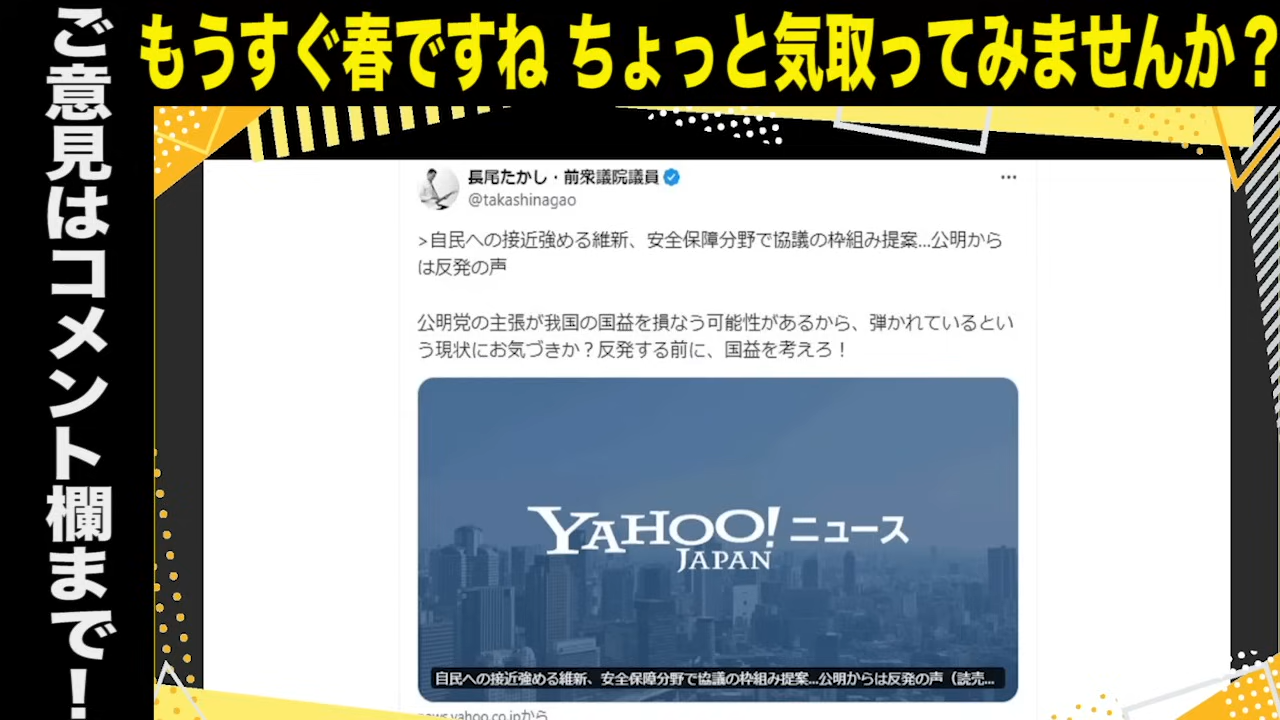 もうすぐ春ですね ちょっと気取ってみませんか？
ご意見はコメント欄まで！
長尾たかし・前衆議院議員
@takashinagao
>自民への接近強める維新、安全保障分野で協議の枠組み提案...公明から
は反発の声
公明党の主張が我国の国益を損なう可能性があるから、弾かれているとい
う現状にお気づきか？反発する前に、国益を考えろ！
YAHOO!ニュース
JAPAN
自民への接近強める維新、安全保障分野で協議の枠組み提案...公明からは反発の声（読売...
news.yahoo.co.jpから